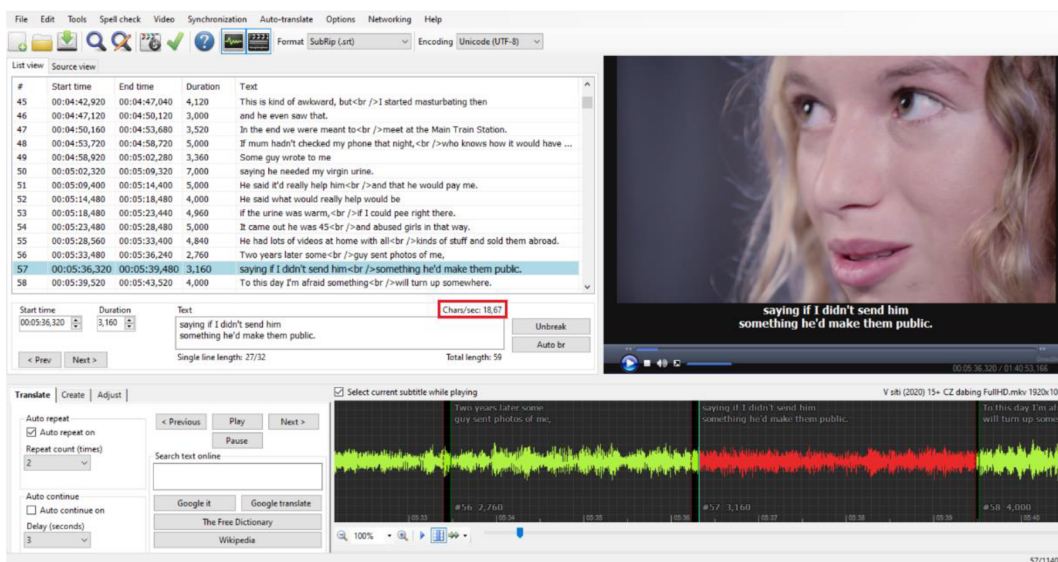 File Edit Tools Spell check Video Synchronization Auto-translate Options Networking Help
Format SubRip (.srt) Encoding Unicode (UTF-8)
List view Source view
# Start time End time Duration Text
45 00:04:42,920 00:04:47,040 4,120 This is kind of awkward, but<br />I started masturbating then
46 00:04:47,120 00:04:50,120 3,000 and he even saw that.
47 00:04:50,160 00:04:53,680 3,520 In the end we were meant to<br />meet at the Main Train Station.
48 00:04:53,720 00:04:58,720 5,000 If mum hadn't checked my phone that night,<br />who knows how it would have ...
49 00:04:58,920 00:05:02,280 3,360 Some guy wrote to me
50 00:05:02,320 00:05:09,320 7,000 saying he needed my virgin urine.
51 00:05:09,400 00:05:14,400 5,000 He said it'd really help him<br />and that he would pay me.
52 00:05:14,480 00:05:18,480 4,000 He said what would really help would be
53 00:05:18,480 00:05:23,440 4,960 if the urine was warm,<br />if I could pee right there.
54 00:05:23,480 00:05:28,480 5,000 It came out he was 45<br />and abused girls in that way.
55 00:05:28,560 00:05:33,400 4,840 He had lots of videos at home with all<br />kinds of stuff and sold them abroad.
56 00:05:33,480 00:05:36,240 2,760 Two years later some<br />guy sent photos of me,
57 00:05:36,320 00:05:39,480 3,160 saying if I didn't send him<br />something he'd make them public.
58 00:05:39,520 00:05:43,520 4,000 To this day I'm afraid something<br />will turn up somewhere.
Start time Duration Text Chars/sec: 18,67
00:05:36,320 3,160 saying if I didn't send him
something he'd make them public.
Unbreak
Auto br
< Prev Next > Single line length: 27/32 Total length: 59
saying if I didn't send him
something he'd make them public.
00:05:36,320 / 01:40:53,166
Translate Create Adjust
Auto repeat
Auto repeat on
Repeat count (times)
2
Auto continue
Auto continue on
Delay (seconds)
3
< Previous Play Next >
Pause
Search text online
Google it Google translate
The Free Dictionary
Wikipedia
Select current subtitle while playing V siti (2020) 15+ CZ dabing FullHD.mkv 1920x10
Two years later some
guy sent photos of me,
saying if I didn't send him
something he'd make them public.
To this day I'm af
will turn up some
#56 2,760 #57 3,160 #58 4,000
05:33 05:34 05:35 05:36 05:37 05:38 05:39 05:40
100%
57/1140